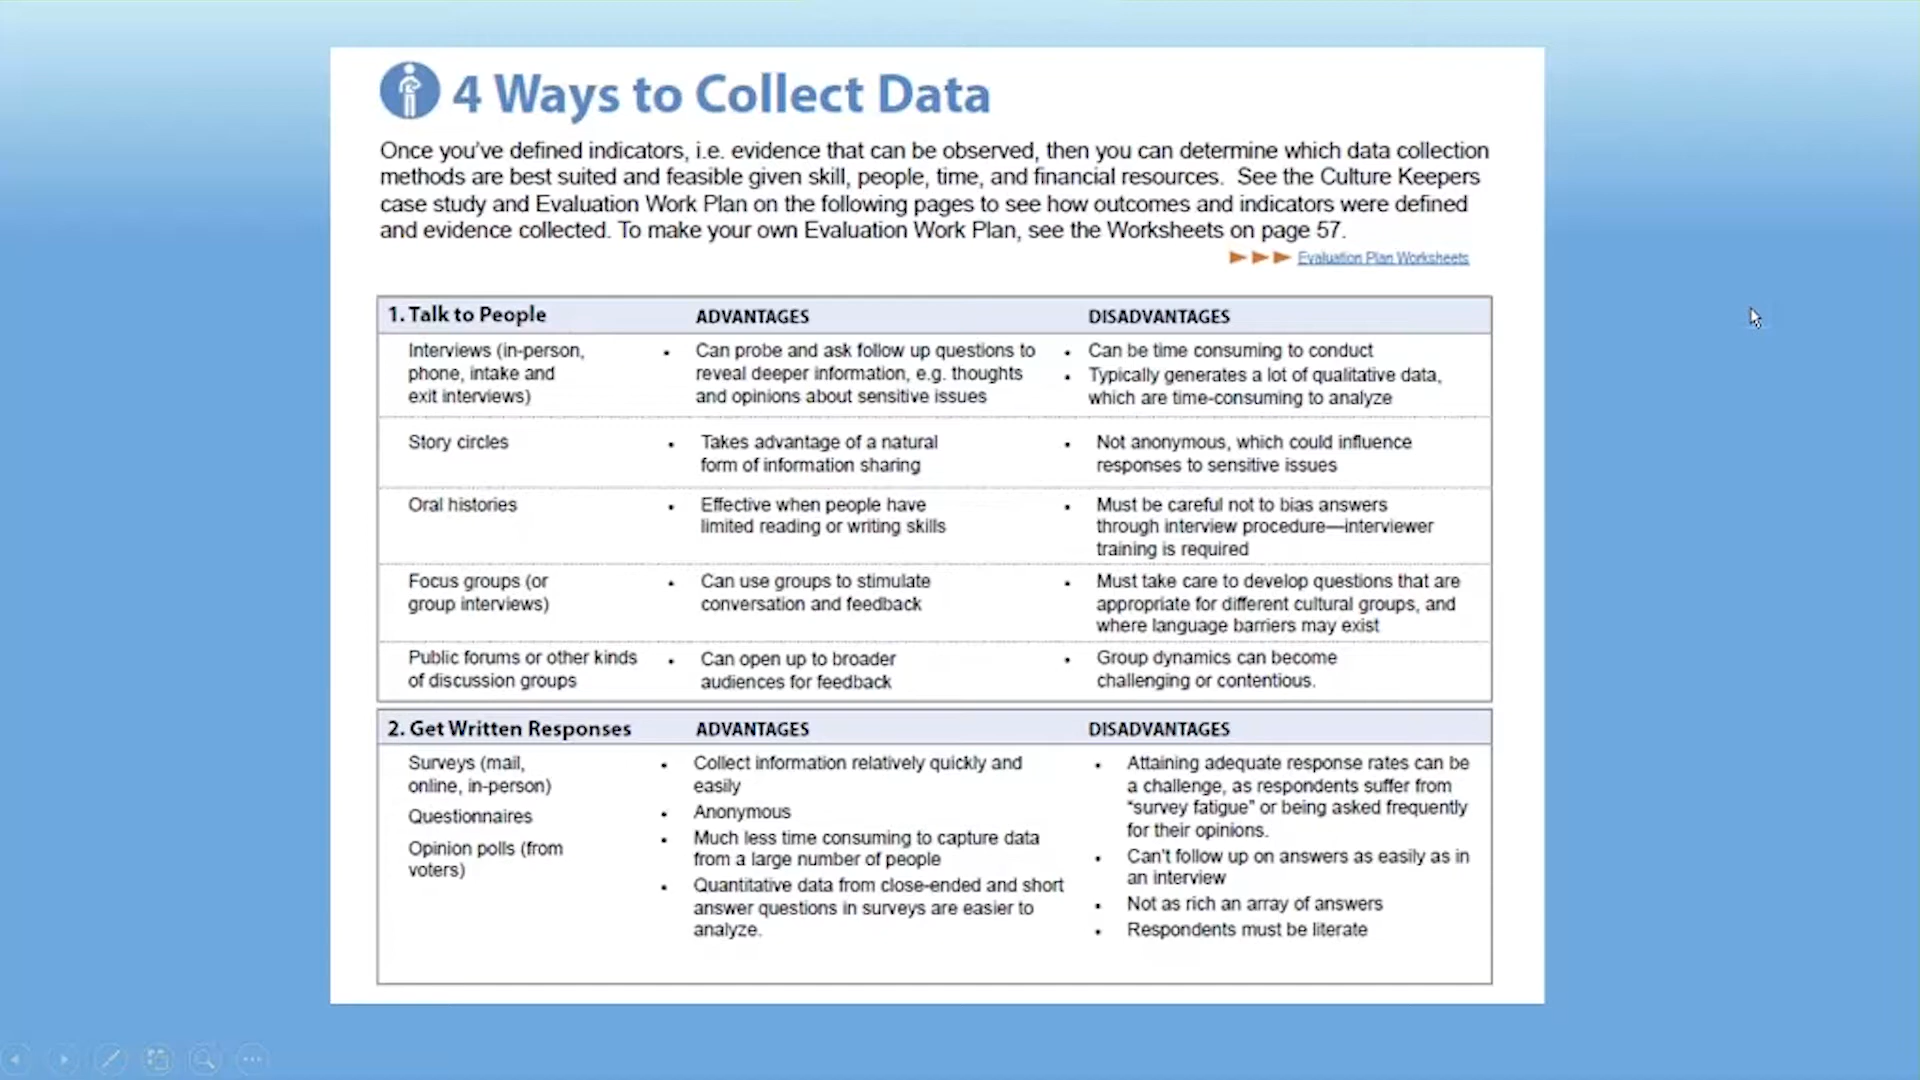 4 Ways to Collect Data
Once you've defined indicators, i.e. evidence that can be observed, then you can determine which data collection
methods are best suited and feasible given skill, people, time, and financial resources. See the Culture Keepers
case study and Evaluation Work Plan on the following pages to see how outcomes and indicators were defined
and evidence collected. To make your own Evaluation Work Plan, see the Worksheets on page 57.
Evaluation Plan Worksheets
1. Talk to People ADVANTAGES DISADVANTAGES
Interviews (in-person,
phone, intake and
exit interviews)
• Can probe and ask follow up questions to
reveal deeper information, e.g. thoughts
and opinions about sensitive issues
• Can be time consuming to conduct
• Typically generates a lot of qualitative data,
which are time-consuming to analyze
Story circles
• Takes advantage of a natural
form of information sharing
• Not anonymous, which could influence
responses to sensitive issues
Oral histories
• Effective when people have
limited reading or writing skills
• Must be careful not to bias answers
through interview procedure—interviewer
training is required
Focus groups (or
group interviews)
• Can use groups to stimulate
conversation and feedback
• Must take care to develop questions that are
appropriate for different cultural groups, and
where language barriers may exist
Public forums or other kinds
of discussion groups
• Can open up to broader
audiences for feedback
• Group dynamics can become
challenging or contentious.
2. Get Written Responses ADVANTAGES DISADVANTAGES
Surveys (mail,
online, in-person)
Questionnaires
Opinion polls (from
voters)
• Collect information relatively quickly and
easily
• Anonymous
• Much less time consuming to capture data
from a large number of people
• Quantitative data from close-ended and short
answer questions in surveys are easier to
analyze.
• Attaining adequate response rates can be
a challenge, as respondents suffer from
“survey fatigue” or being asked frequently
for their opinions.
• Can't follow up on answers as easily as in
an interview
• Not as rich an array of answers
• Respondents must be literate